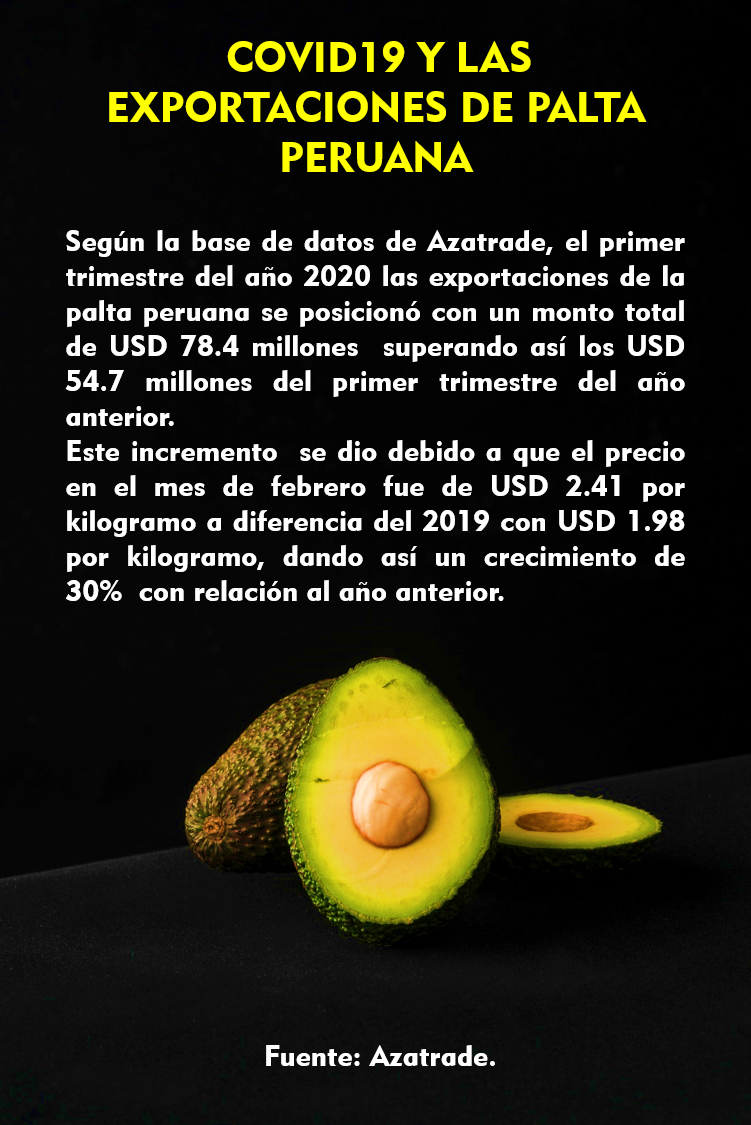 COVID19 Y LAS
EXPORTACIONES DE PALTA
PERUANA
Según la base de datos de Azatrade, el primer
trimestre del año 2020 las exportaciones de la
palta peruana se posicionó con un monto total
de USD 78.4 millones superando así los USD
54.7 millones del primer trimestre del año
anterior.
Este incremento se dio debido a que el precio
en el mes de febrero fue de USD 2.41 por
kilogramo a diferencia del 2019 con USD 1.98
por kilogramo, dando así un crecimiento de
30% con relación al año anterior.
Fuente: Azatrade.